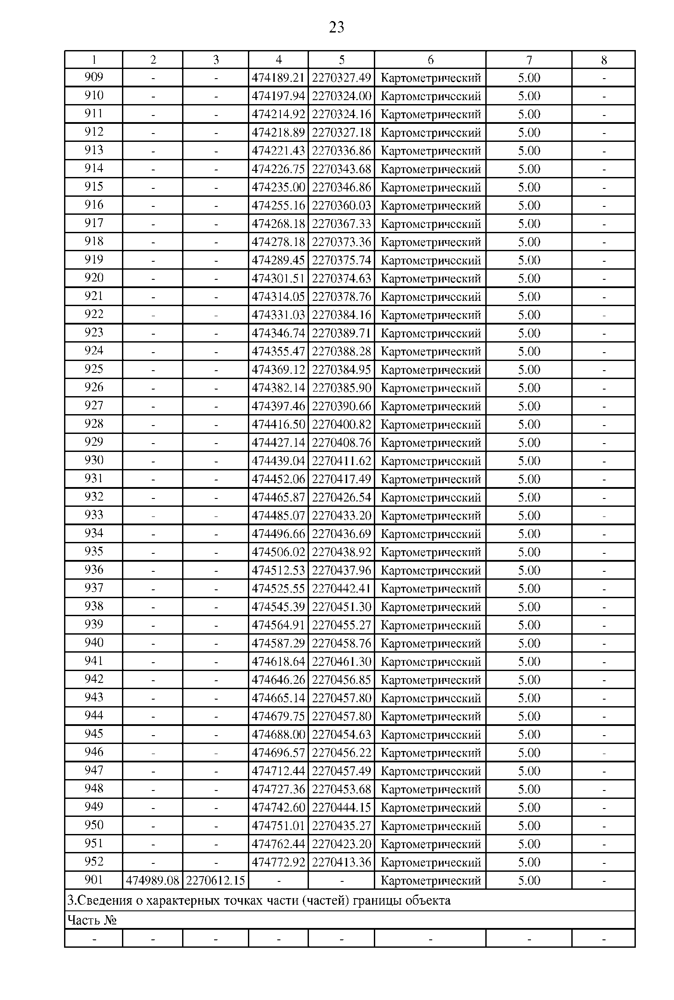 23
1 2 3 4 5 6 7 8
909 - - 474189.21 2270327.49 Картометрический 5.00 -
910 - - 474197.94 2270324.00 Картометрический 5.00 -
911 - - 474214.92 2270324.16 Картометрический 5.00 -
912 - - 474218.89 2270327.18 Картометрический 5.00 -
913 - - 474221.43 2270336.86 Картометрический 5.00 -
914 - - 474226.75 2270343.68 Картометрический 5.00 -
915 - - 474235.00 2270346.86 Картометрический 5.00 -
916 - - 474255.16 2270360.03 Картометрический 5.00 -
917 - - 474268.18 2270367.33 Картометрический 5.00 -
918 - - 474278.18 2270373.36 Картометрический 5.00 -
919 - - 474289.45 2270375.74 Картометрический 5.00 -
920 - - 474301.51 2270374.63 Картометрический 5.00 -
921 - - 474314.05 2270378.76 Картометрический 5.00 -
922 - - 474331.03 2270384.16 Картометрический 5.00 -
923 - - 474346.74 2270389.71 Картометрический 5.00 -
924 - - 474355.47 2270388.28 Картометрический 5.00 -
925 - - 474369.12 2270384.95 Картометрический 5.00 -
926 - - 474382.14 2270385.90 Картометрический 5.00 -
927 - - 474397.46 2270390.66 Картометрический 5.00 -
928 - - 474416.50 2270400.82 Картометрический 5.00 -
929 - - 474427.14 2270408.76 Картометрический 5.00 -
930 - - 474439.04 2270411.62 Картометрический 5.00 -
931 - - 474452.06 2270417.49 Картометрический 5.00 -
932 - - 474465.87 2270426.54 Картометрический 5.00 -
933 - - 474485.07 2270433.20 Картометрический 5.00 -
934 - - 474496.66 2270436.69 Картометрический 5.00 -
935 - - 474506.02 2270438.92 Картометрический 5.00 -
936 - - 474512.53 2270437.96 Картометрический 5.00 -
937 - - 474525.55 2270442.41 Картометрический 5.00 -
938 - - 474545.39 2270451.30 Картометрический 5.00 -
939 - - 474564.91 2270455.27 Картометрический 5.00 -
940 - - 474587.29 2270458.76 Картометрический 5.00 -
941 - - 474618.64 2270461.30 Картометрический 5.00 -
942 - - 474646.26 2270456.85 Картометрический 5.00 -
943 - - 474665.14 2270457.80 Картометрический 5.00 -
944 - - 474679.75 2270457.80 Картометрический 5.00 -
945 - - 474688.00 2270454.63 Картометрический 5.00 -
946 - - 474696.57 2270456.22 Картометрический 5.00 -
947 - - 474712.44 2270457.49 Картометрический 5.00 -
948 - - 474727.36 2270453.68 Картометрический 5.00 -
949 - - 474742.60 2270444.15 Картометрический 5.00 -
950 - - 474751.01 2270435.27 Картометрический 5.00 -
951 - - 474762.44 2270423.20 Картометрический 5.00 -
952 - - 474772.92 2270413.36 Картометрический 5.00 -
901 474989.08 2270612.15 - - Картометрический 5.00 -
3.Сведения о характерных точках части (частей) границы объекта
Часть №
- - - - - - - -